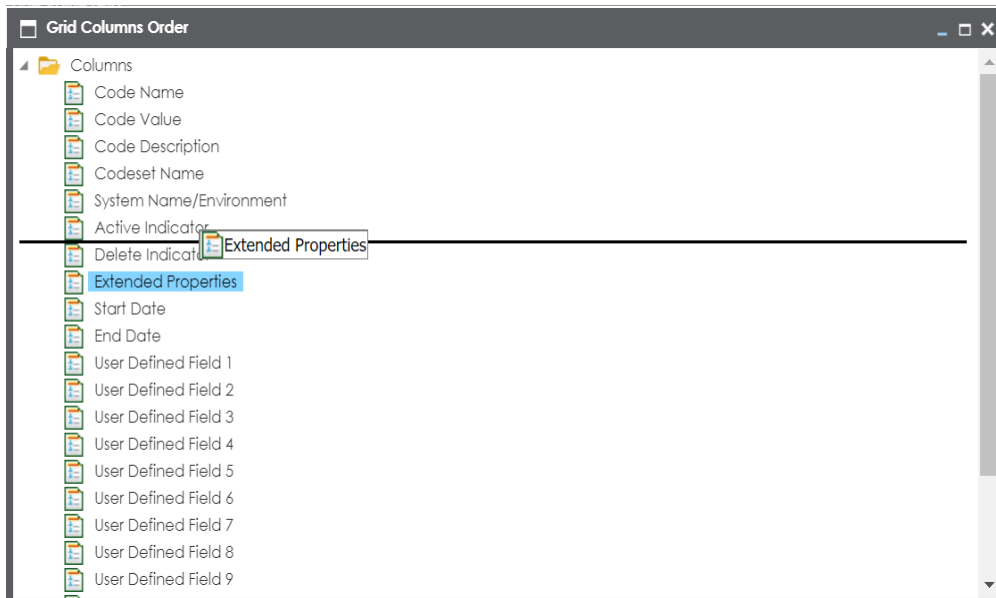 Grid Columns Order
Columns
Code Name
Code Value
Code Description
Codeset Name
System Name/Environment
Active Indicator
Extended Properties
Delete Indicator
Extended Properties
Start Date
End Date
User Defined Field 1
User Defined Field 2
User Defined Field 3
User Defined Field 4
User Defined Field 5
User Defined Field 6
User Defined Field 7
User Defined Field 8
User Defined Field 9